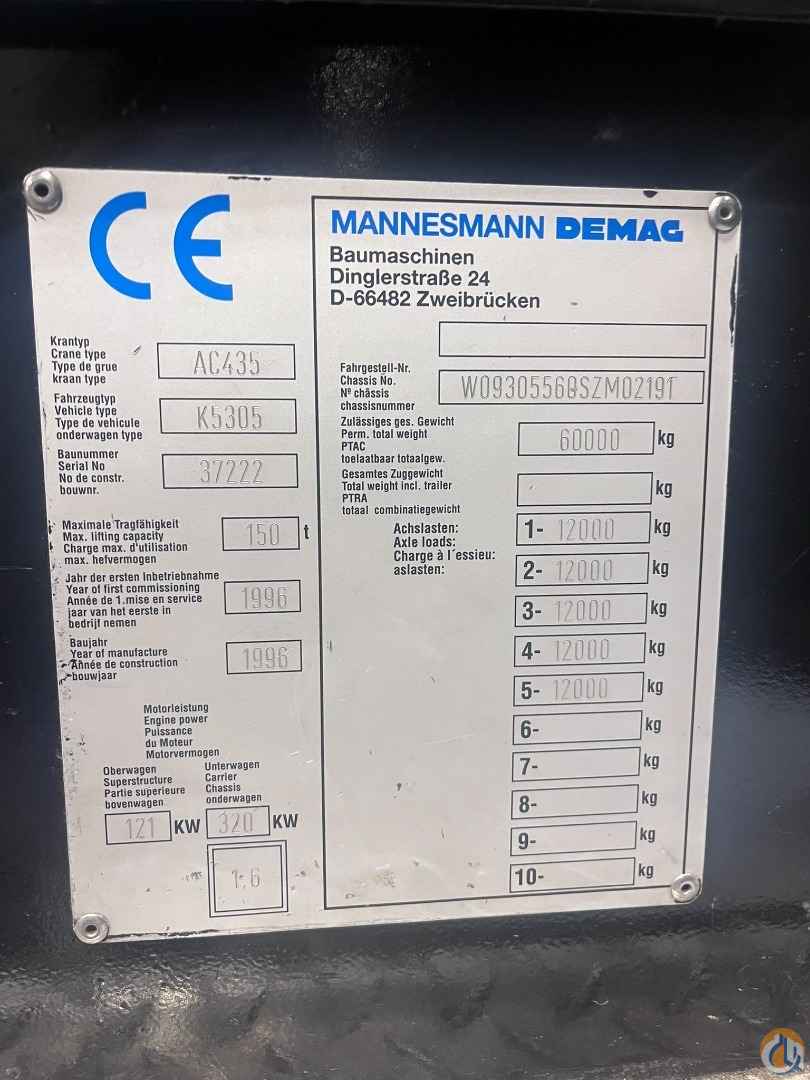 CE
MANNESMANN DEMAG
Baumaschinen
Dinglerstraße 24
D-66482 Zweibrücken
Krantyp
Crane type
Type de grue
kraan type
AC435
Fahrzeugtyp
Vehicle type
Type de vehicule
onderwagen type
K5305
Baunummer
Serial No
No de constr.
bouwnr.
37222
Maximale Tragfähigkeit
Max. lifting capacity
Charge max. d'utilisation
max. hefvermogen
150 t
Jahr der ersten Inbetriebnahme
Year of first commissioning
Année de 1.mise en service
jaar van het eerste in
bedrijf nemen
1996
Baujahr
Year of manufacture
Année de construction
bouwjaar
1996
Motorleistung
Engine power
Puissance
du Moteur
Motorvermogen
Oberwagen
Superstructure
Partie superieure
bovenwagen
121 KW
Unterwagen
Carrier
Chassis
onderwagen
320 KW
1.6
Fahrgestell-Nr.
Chassis No.
Nº châssis
chassisnummer
Zulässiges ges. Gewicht
Perm. total weight
PTAC
toelaatbaar totaalgew.
60000 kg
Gesamtes Zuggewicht
Total weight incl. trailer
PTRA
totaal combinatiegewicht
kg
Achslasten:
Axle loads:
Charge à l'essieu:
aslasten:
1- 12000 kg
2- 12000 kg
3- 12000 kg
4- 12000 kg
5- 12000 kg
6- kg
7- kg
8- kg
9- kg
10- kg